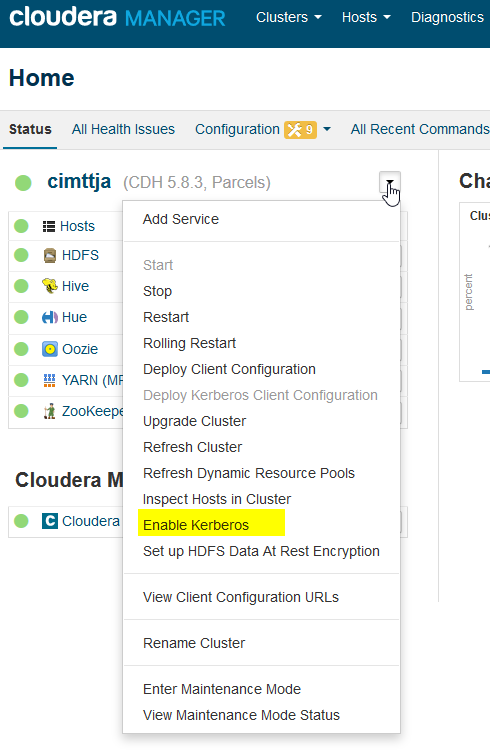 cloudera MANAGER Clusters Hosts Diagnostics
Home
Status All Health Issues Configuration 9 All Recent Commands
cimttja (CDH 5.8.3, Parcels) Cha
Hosts
HDFS
Hive
Hue
Oozie
YARN (MR
ZooKeepe
Cloudera M
C Cloudera
Add Service
Start
Stop
Restart
Rolling Restart
Deploy Client Configuration
Deploy Kerberos Client Configuration
Upgrade Cluster
Refresh Cluster
Refresh Dynamic Resource Pools
Inspect Hosts in Cluster
Enable Kerberos
Set up HDFS Data At Rest Encryption
View Client Configuration URLs
Rename Cluster
Enter Maintenance Mode
View Maintenance Mode Status
Clus
percent